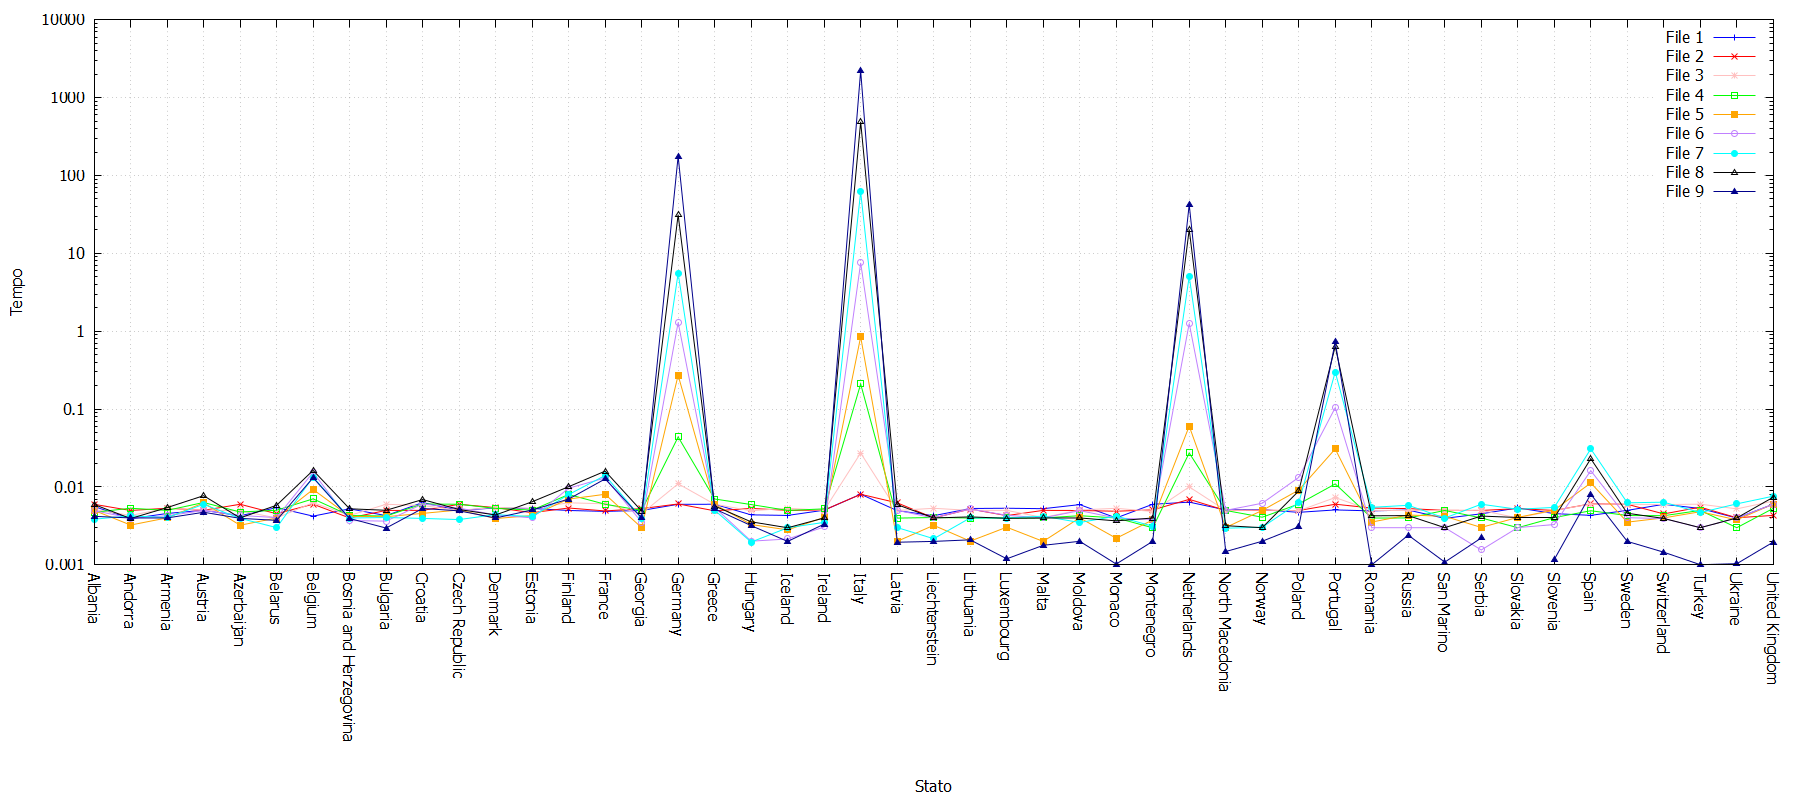 10000
1000
100
10
1
0.1
0.01
0.001
Tempo
File 1
File 2
File 3
File 4
File 5
File 6
File 7
File 8
File 9
Albania
Andorra
Armenia
Austria
Azerbaijan
Belarus
Belgium
Bosnia and Herzegovina
Bulgaria
Croatia
Czech Republic
Denmark
Estonia
Finland
France
Georgia
Germany
Greece
Hungary
Iceland
Ireland
Italy
Latvia
Liechtenstein
Lithuania
Luxembourg
Malta
Moldova
Monaco
Montenegro
Netherlands
North Macedonia
Norway
Poland
Portugal
Romania
Russia
San Marino
Serbia
Slovakia
Slovenia
Spain
Sweden
Switzerland
Turkey
Ukraine
United Kingdom
Stato